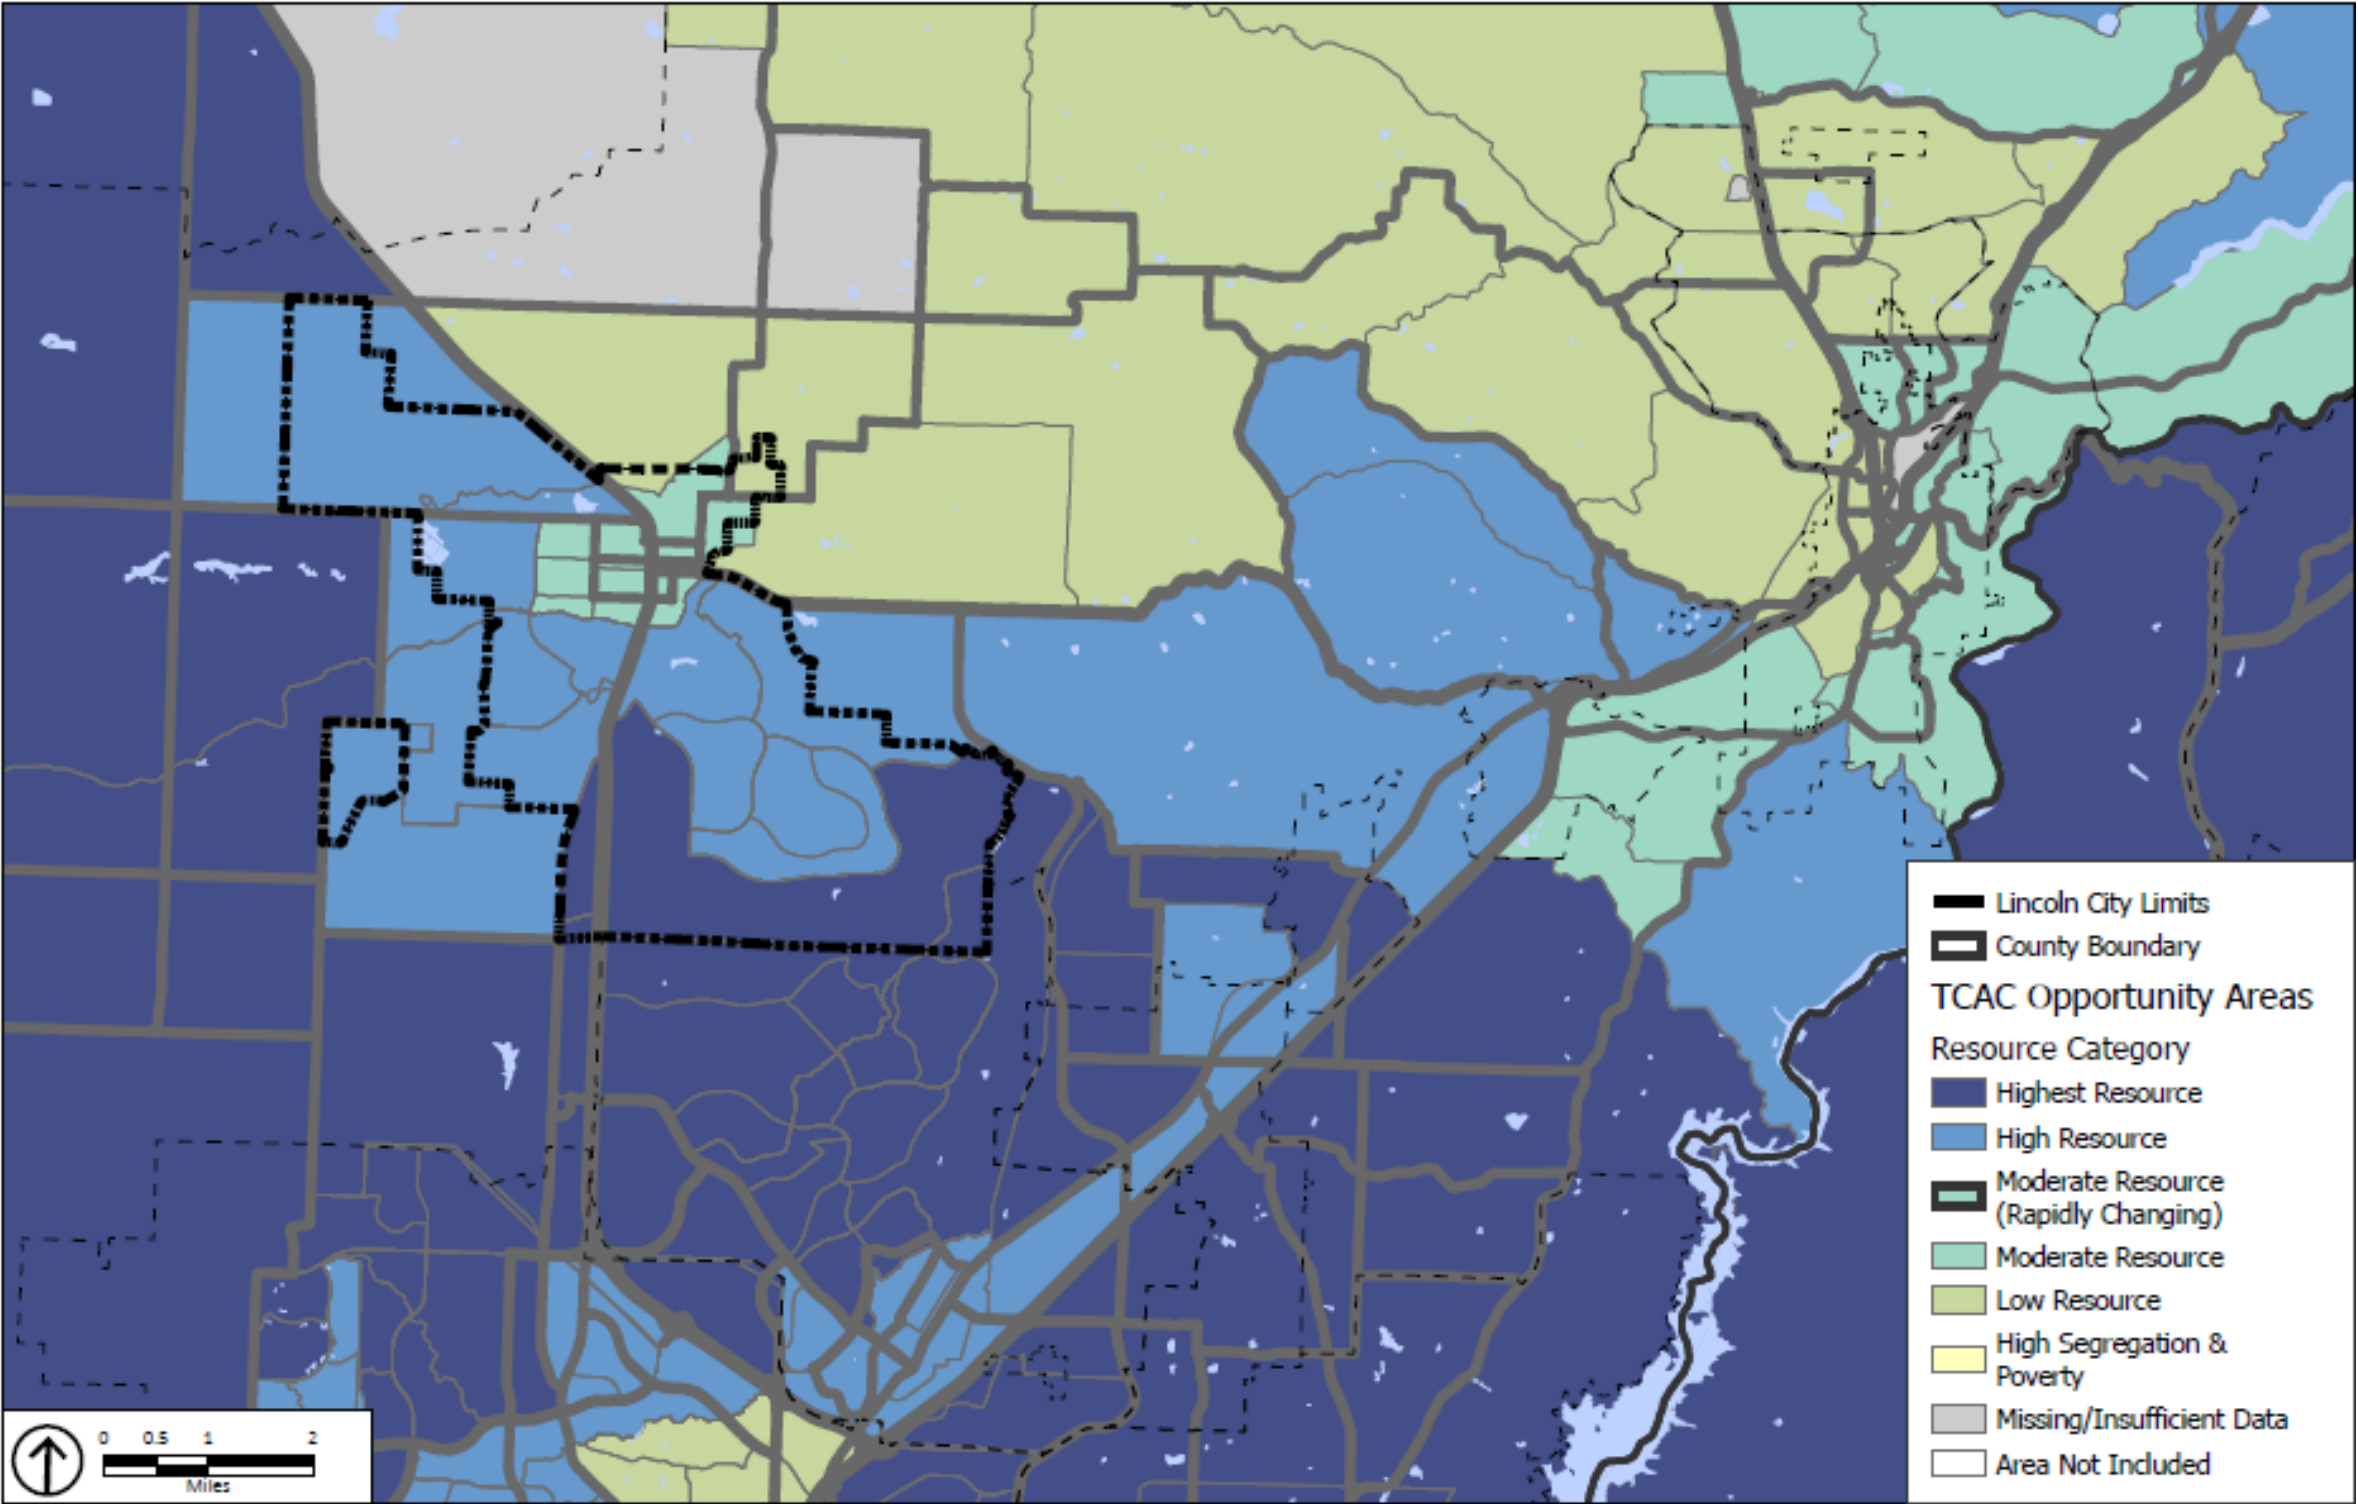 Lincoln City Limits
County Boundary
TCAC Opportunity Areas
Resource Category
Highest Resource
High Resource
Moderate Resource
(Rapidly Changing)
Moderate Resource
Low Resource
High Segregation &
Poverty
Missing/Insufficient Data
Area Not Included
0 0.5 1 2
Miles